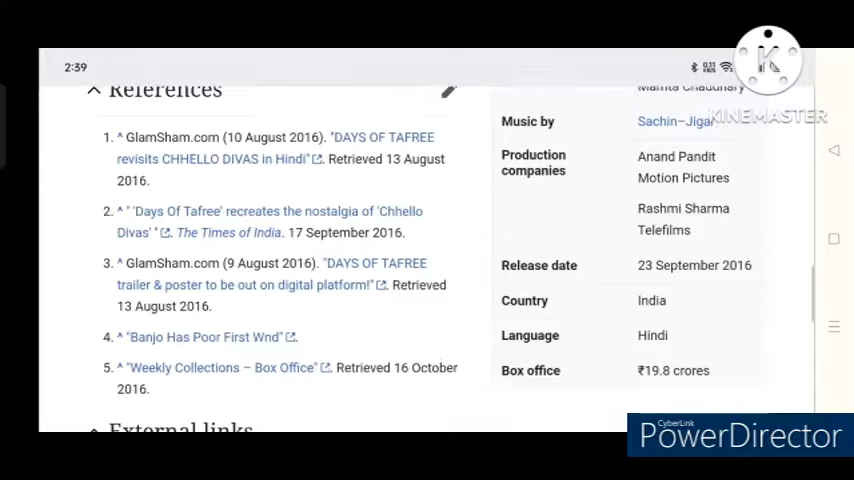 2:39
K
KINEMASTER
References
1. ^ GlamSham.com (10 August 2016). "DAYS OF TAFREE
revisits CHHELLO DIVAS in Hindi". Retrieved 13 August
2016.
2. ^ " 'Days Of Tafree' recreates the nostalgia of 'Chhello
Divas' ". The Times of India. 17 September 2016.
3. ^ GlamSham.com (9 August 2016). "DAYS OF TAFREE
trailer & poster to be out on digital platform!". Retrieved
13 August 2016.
4. ^ "Banjo Has Poor First Wnd".
5. ^ "Weekly Collections – Box Office". Retrieved 16 October
2016.
External links
Mamta Chaudhary
Music by Sachin–Jigar
Production Anand Pandit
companies Motion Pictures
Rashmi Sharma
Telefilms
Release date 23 September 2016
Country India
Language Hindi
Box office ₹19.8 crores
CyberLink
PowerDirector